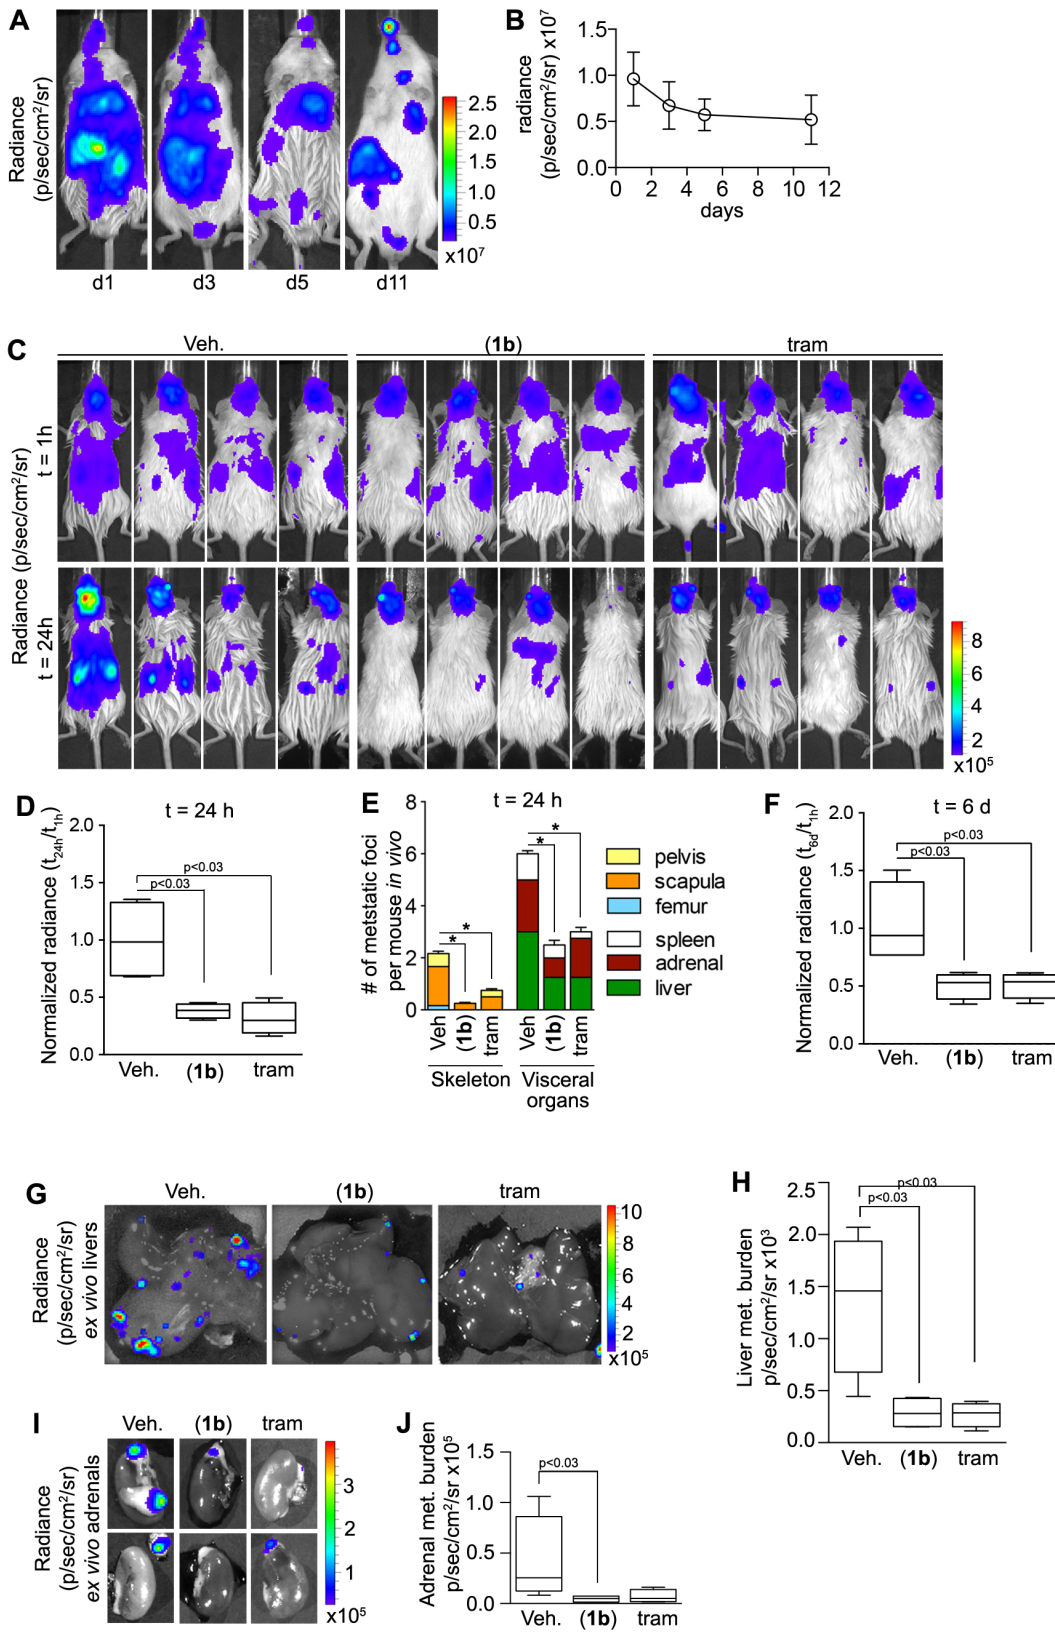 A
Radiance
(p/sec/cm²/sr)
2.5
2.0
1.5
1.0
0.5
x10⁷
d1
d3
d5
d11
B
radiance
(p/sec/cm²/sr) x10⁷
1.5
1.0
0.5
0.0
0 2 4 6 8 10 12
days
C
Veh.
(1b)
tram
Radiance (p/sec/cm²/sr)
t = 1h
t = 24h
8
6
4
2
x10⁵
D
t = 24 h
Normalized radiance (t24h/t1h)
2.0
1.5
1.0
0.5
0.0
p<0.03
p<0.03
Veh.
(1b)
tram
E
t = 24 h
# of metstatic foci
per mouse in vivo
8
6
4
2
0
*
*
*
*
Veh
(1b)
tram
Veh
(1b)
tram
Skeleton
Visceral
organs
pelvis
scapula
femur
spleen
adrenal
liver
F
t = 6 d
Normalized radiance (t6d/t1h)
2.0
1.5
1.0
0.5
0.0
p<0.03
p<0.03
Veh.
(1b)
tram
G
Veh.
(1b)
tram
Radiance
(p/sec/cm²/sr)
ex vivo livers
10
8
6
4
2
x10⁵
H
Liver met. burden
p/sec/cm²/sr x10³
2.5
2.0
1.5
1.0
0.5
0.0
p<0.03
p<0.03
Veh.
(1b)
tram
I
Veh.
(1b)
tram
Radiance
(p/sec/cm²/sr)
ex vivo adrenals
3
2
1
x10⁵
J
Adrenal met. burden
p/sec/cm²/sr x10⁵
1.5
1.0
0.5
0.0
p<0.03
Veh.
(1b)
tram